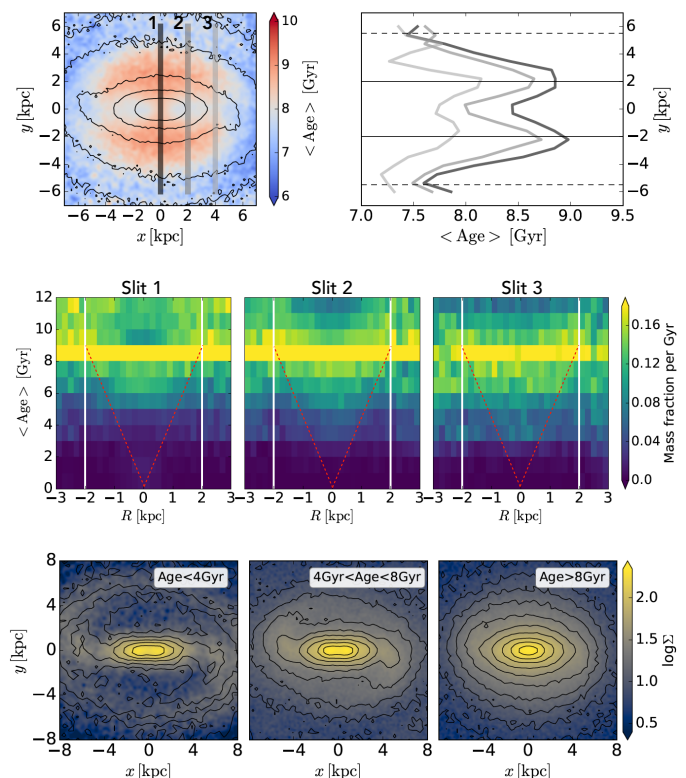 1 2 3
6
4
2
0
−2
−4
−6
y [kpc]
−6 −4 −2 0 2 4 6
x [kpc]
10
9
8
7
6
< Age > [Gyr]
6
4
2
0
−2
−4
−6
y [kpc]
7.0 7.5 8.0 8.5 9.0 9.5
< Age > [Gyr]
Slit 1 Slit 2 Slit 3
12
10
8
6
4
2
0
< Age > [Gyr]
−3 −2 −1 0 1 2 3 −3 −2 −1 0 1 2 3 −3 −2 −1 0 1 2 3
R [kpc] R [kpc] R [kpc]
0.16
0.12
0.08
0.04
0.0
Mass fraction per Gyr
Age<4Gyr 4Gyr<Age<8Gyr Age>8Gyr
8
4
0
−4
−8
y [kpc]
−8 −4 0 4 8 −4 0 4 8 −4 0 4 8
x [kpc] x [kpc] x [kpc]
2.0
1.5
1.0
0.5
logΣ